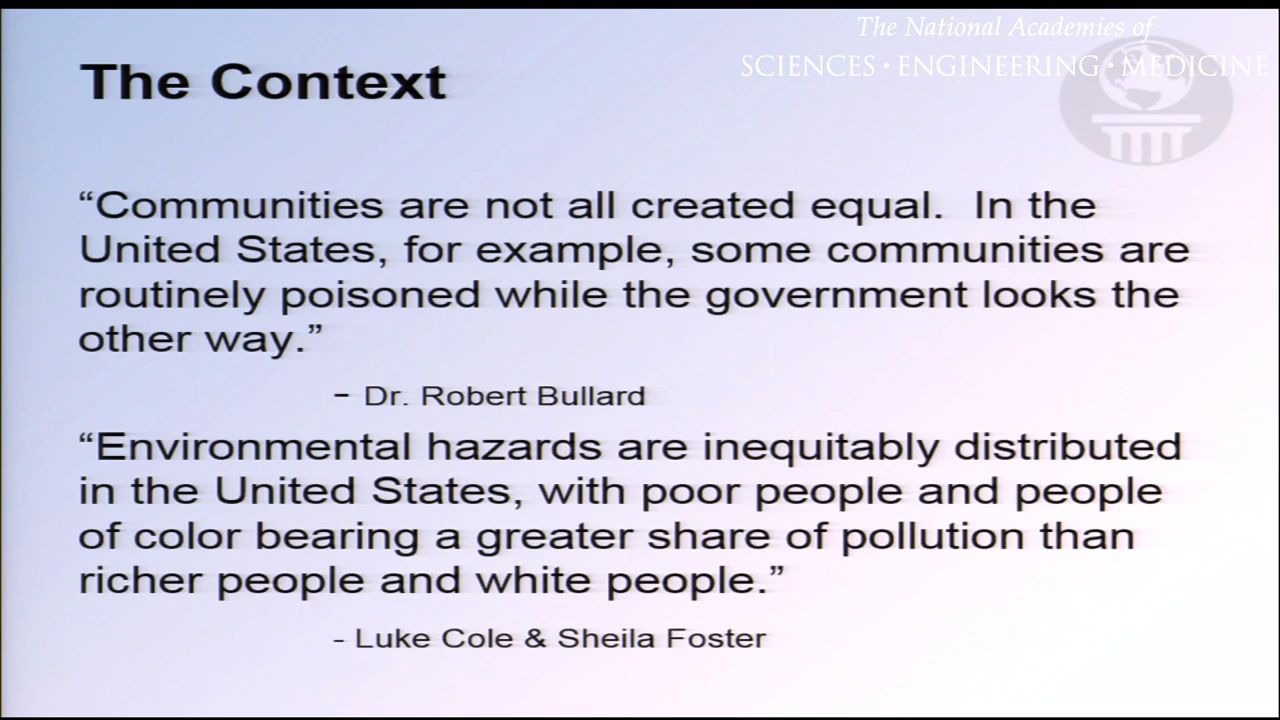 The National Academies of
SCIENCES · ENGINEERING · MEDICINE
The Context
“Communities are not all created equal.  In the
United States, for example, some communities are
routinely poisoned while the government looks the
other way.”
– Dr. Robert Bullard
“Environmental hazards are inequitably distributed
in the United States, with poor people and people
of color bearing a greater share of pollution than
richer people and white people.”
- Luke Cole & Sheila Foster